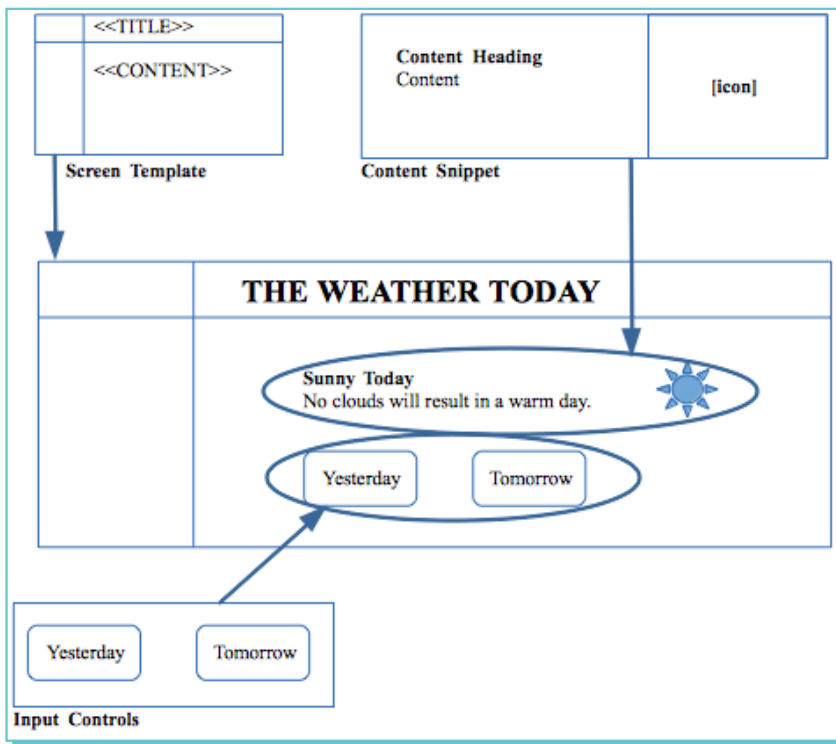 <<TITLE>>
<<CONTENT>>
Screen Template
Content Heading
Content
[icon]
Content Snippet
THE WEATHER TODAY
Sunny Today
No clouds will result in a warm day.
Yesterday
Tomorrow
Yesterday
Tomorrow
Input Controls